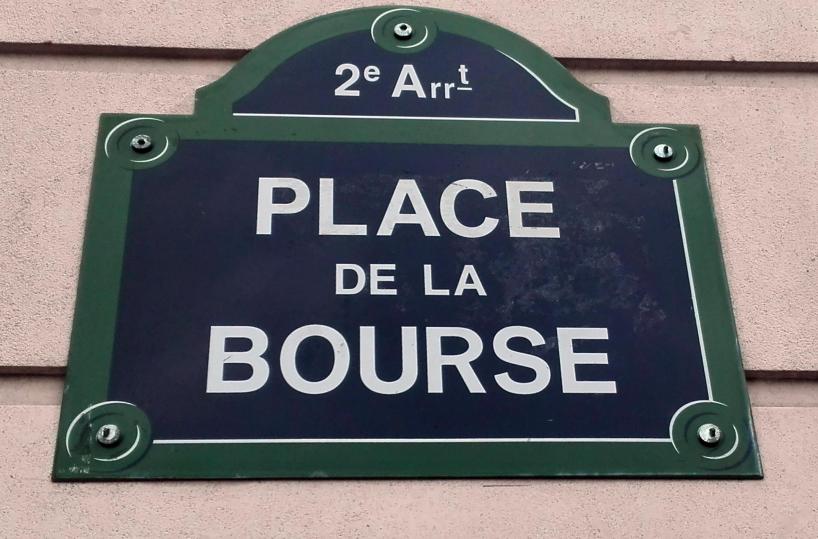 2e Arrt
PLACE
DE LA
BOURSE